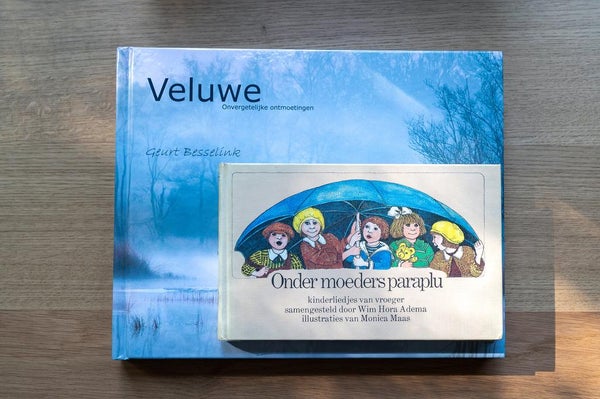 Veluwe
Onvergetelijke ontmoetingen
Geurt Besselink
Onder moeders paraplu
kinderliedjes van vroeger
samengesteld door Wim Hora Adema
illustraties van Monica Maas